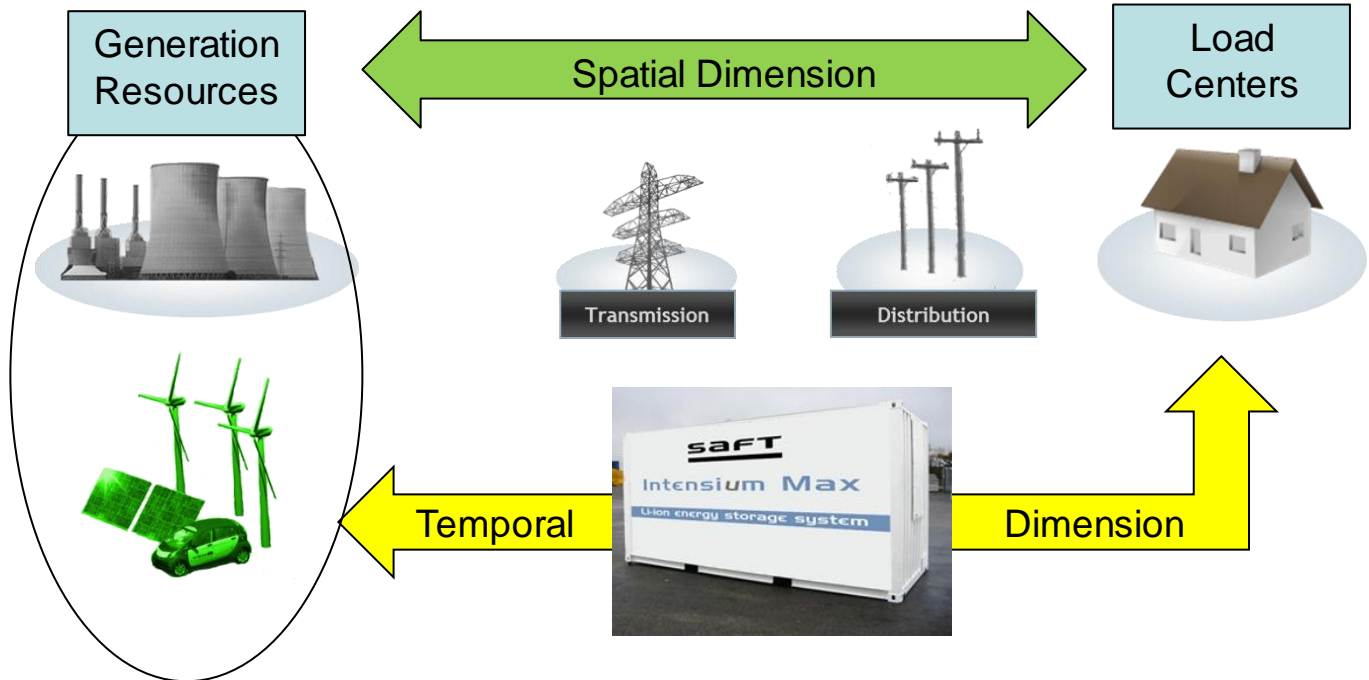 Generation
Resources
Spatial Dimension
Load
Centers
Transmission
Distribution
saFT
Intensium Max
Li-ion energy storage system
Temporal
Dimension